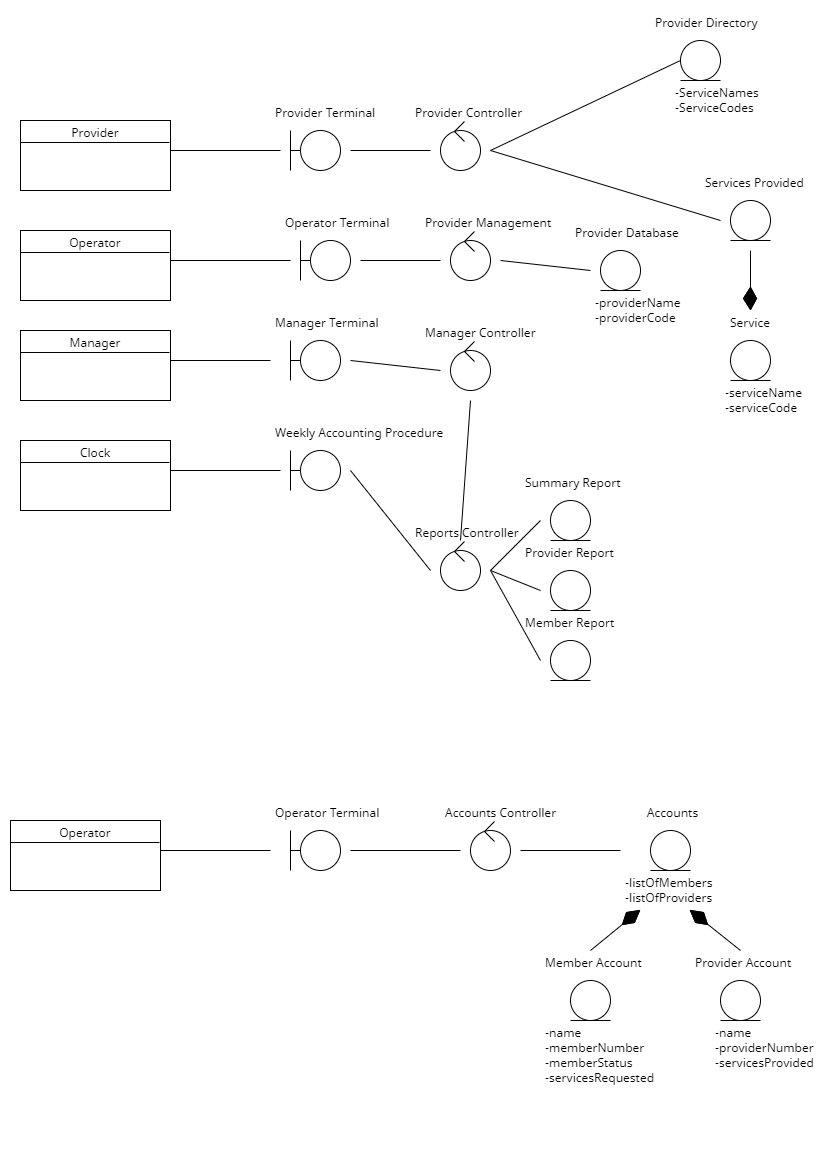 Provider Directory
-ServiceNames
-ServiceCodes
Provider Terminal
Provider Controller
Provider
Services Provided
Operator Terminal
Provider Management
Provider Database
Operator
-providerName
-providerCode
Manager Terminal
Manager Controller
Service
Manager
-serviceName
-serviceCode
Weekly Accounting Procedure
Clock
Summary Report
Reports Controller
Provider Report
Member Report
Operator Terminal
Accounts Controller
Accounts
Operator
-listOfMembers
-listOfProviders
Member Account
-name
-memberNumber
-memberStatus
-servicesRequested
Provider Account
-name
-providerNumber
-servicesProvided